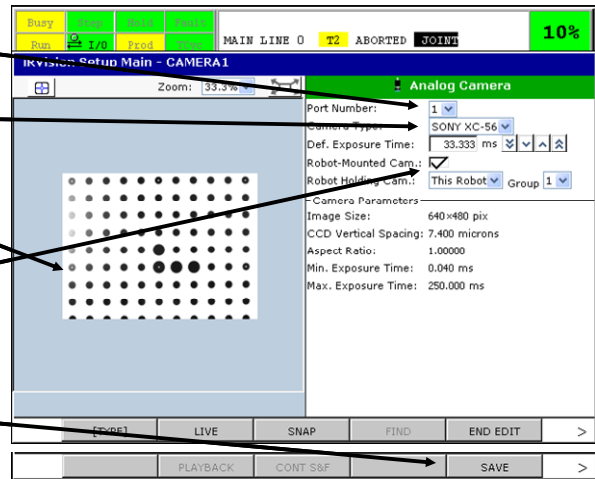 Busy Step Hold Fault
Run I/O Prod TCyc
MAIN LINE 0 T2 ABORTED JOINT
10%
iRVision Setup Main - CAMERA1
Zoom: 33.3%
Analog Camera
Port Number: 1
Camera Type: SONY XC-56
Def. Exposure Time: 33.333 ms
Robot-Mounted Cam.:
Robot Holding Cam.: This Robot Group 1
Camera Parameters
Image Size: 640×480 pix
CCD Vertical Spacing: 7.400 microns
Aspect Ratio: 1.00000
Min. Exposure Time: 0.040 ms
Max. Exposure Time: 250.000 ms
[TYPE] LIVE SNAP FIND END EDIT >
PLAYBACK CONT S&F SAVE >